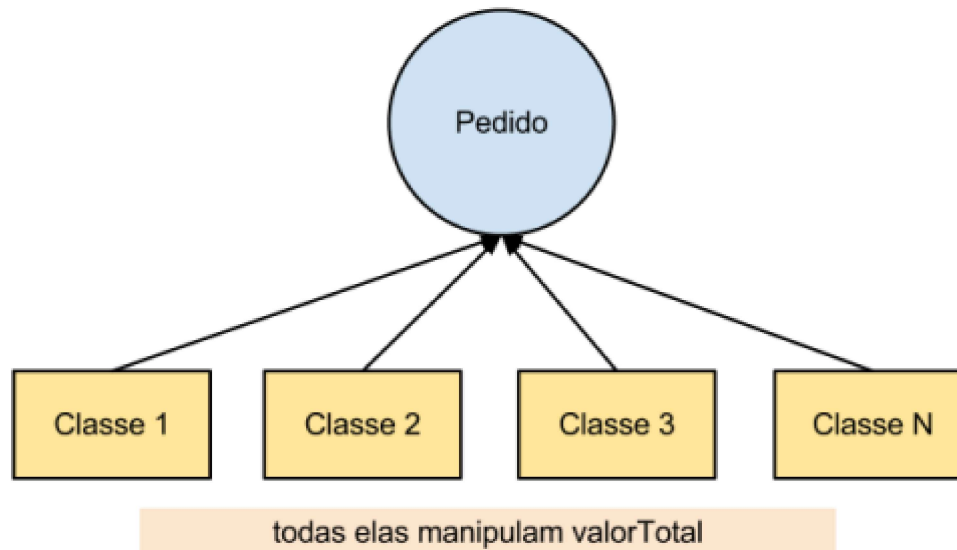 Pedido
Classe 1
Classe 2
Classe 3
Classe N
todas elas manipulam valorTotal